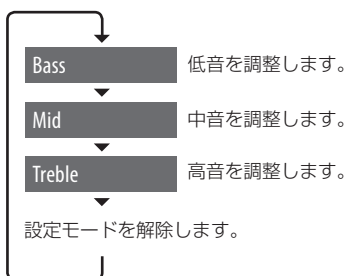 Bass 低音を調整します。
Mid 中音を調整します。
Treble 高音を調整します。
設定モードを解除します。